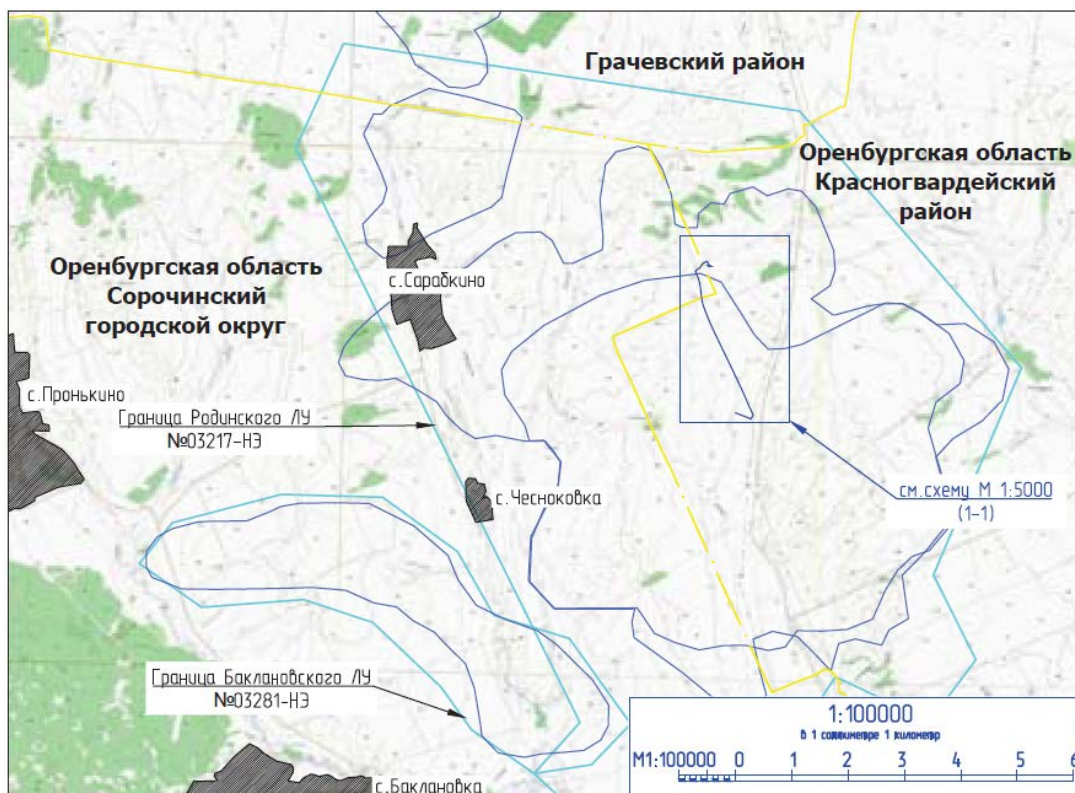 Грачевский район
Оренбургская область
Красногвардейский
район
Оренбургская область
Сорочинский
городской округ
с.Сарабкино
с.Пронькино
Граница Родинского ЛУ
№03217-НЭ
с.Чесноковка
см.схему М 1:5000
(1-1)
Граница Баклановского ЛУ
№03281-НЭ
с.Баклановка
1:100000
в 1 сантиметре 1 километр
М1:100000 0 1 2 3 4 5 6